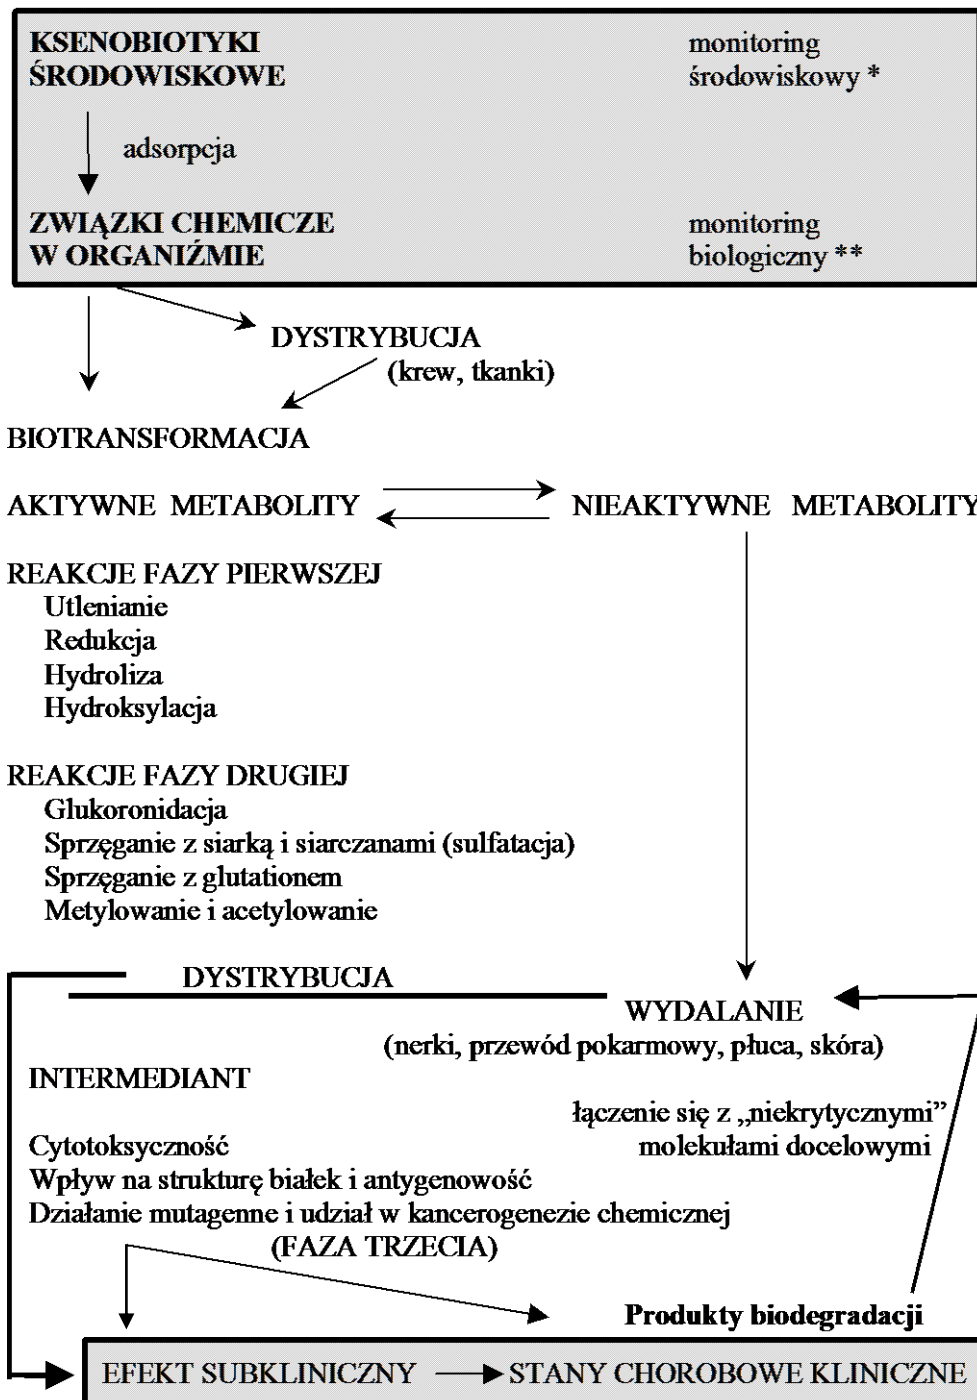 KSENOBIOTYKI
ŚRODOWISKOWE
monitoring
środowiskowy *
adsorpcja
ZWIĄZKI CHEMICZE
W ORGANIŹMIE
monitoring
biologiczny **
DYSTRYBUCJA
(krew, tkanki)
BIOTRANSFORMACJA
AKTYWNE METABOLITY
NIEAKTYWNE METABOLITY
REAKCJE FAZY PIERWSZEJ
Utlenianie
Redukcja
Hydroliza
Hydroksylacja
REAKCJE FAZY DRUGIEJ
Glukoronidacja
Sprzęganie z siarką i siarczanami (sulfatacja)
Sprzęganie z glutationem
Metylowanie i acetylowanie
DYSTRYBUCJA
WYDALANIE
(nerki, przewód pokarmowy, płuca, skóra)
INTERMEDIANT
łączenie się z „niekrytycznymi”
molekułami docelowymi
Cytotoksyczność
Wpływ na strukturę białek i antygenowość
Działanie mutagenne i udział w kancerogenezie chemicznej
(FAZA TRZECIA)
Produkty biodegradacji
EFEKT SUBKLINICZNY
STANY CHOROBOWE KLINICZNE